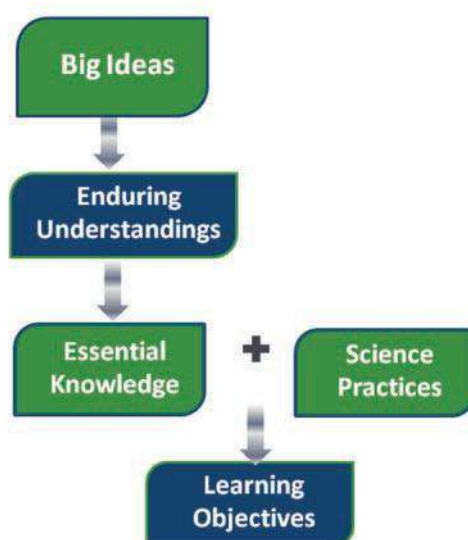 Big Ideas
Enduring
Understandings
Essential
Knowledge
+
Science
Practices
Learning
Objectives